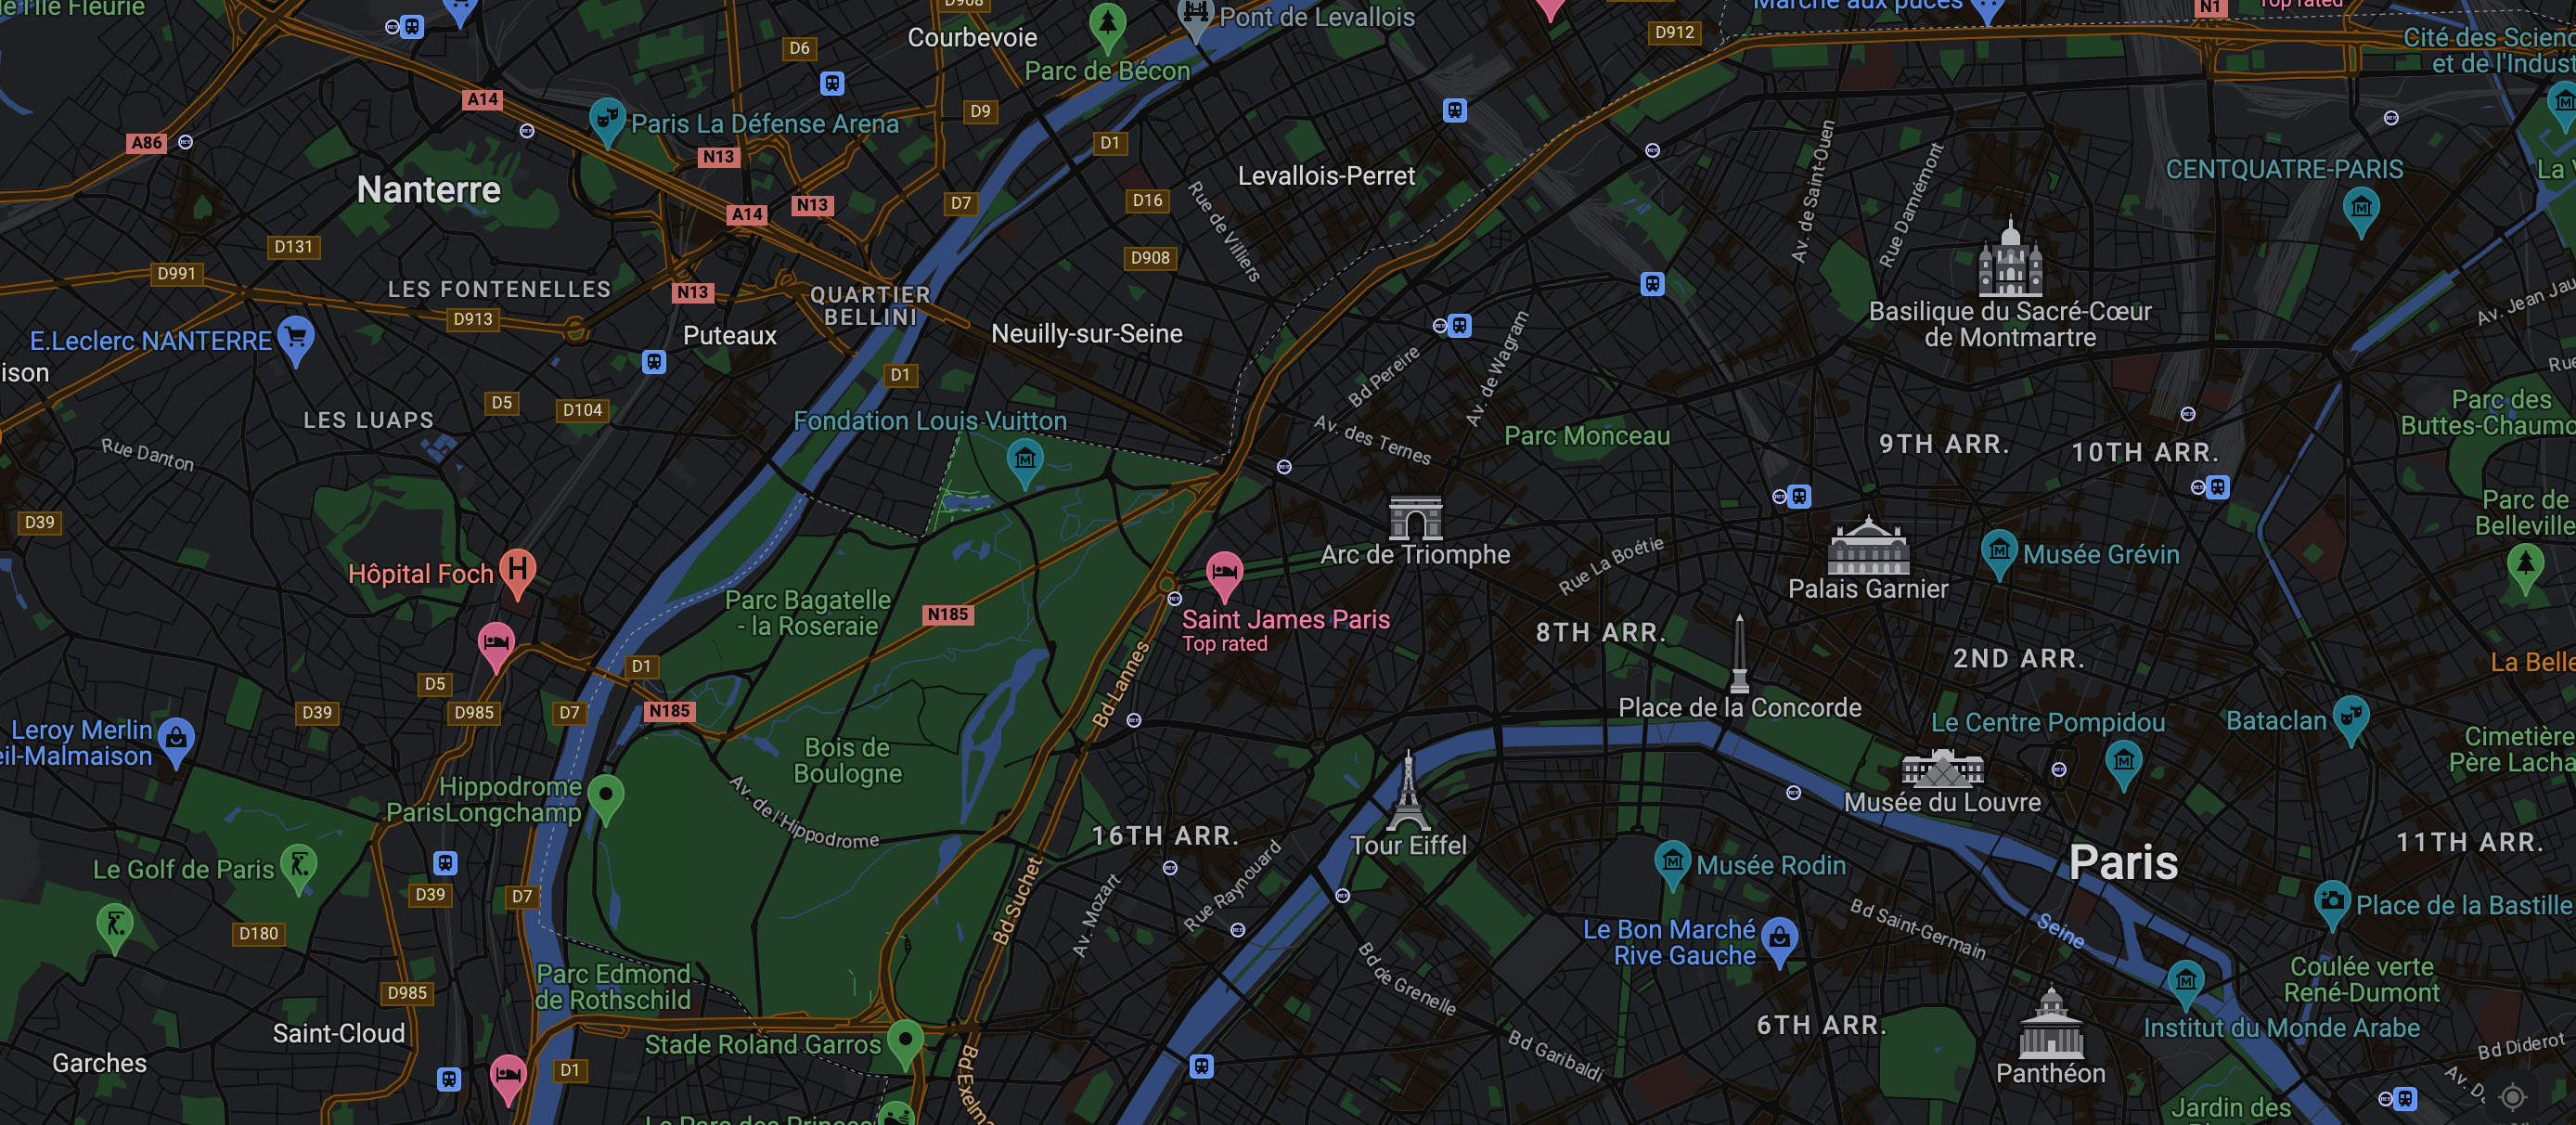 de l'Île Fleurie
D908
Pont de Levallois
Marché aux puces
N1
Top rated
Courbevoie
D6
D912
Cité des Scienc
et de l'Indust
Parc de Bécon
A14
D9
Paris La Défense Arena
A86
D1
N13
CENTQUATRE-PARIS
La V
Levallois-Perret
Nanterre
D16
D7
N13
A14
Rue de Villiers
Av. de Saint-Ouen
Rue Damrémont
D131
D908
D991
LES FONTENELLES
N13
QUARTIER
BELLINI
Basilique du Sacré-Cœur
de Montmartre
Av. Jean Jau
D913
E.Leclerc NANTERRE
Puteaux
Neuilly-sur-Seine
Av. de Wagram
Bd Pereire
Rue
ison
D1
D5
D104
LES LUAPS
Fondation Louis Vuitton
Parc des
Buttes-Chaumo
Av. des Ternes
Parc Monceau
9TH ARR.
10TH ARR.
Rue Danton
D39
Parc de
Belleville
Arc de Triomphe
Rue La Boétie
Musée Grévin
Hôpital Foch
Palais Garnier
Parc Bagatelle
- la Roseraie
N185
Saint James Paris
Top rated
8TH ARR.
2ND ARR.
La Belle
D1
D5
Bd Lannes
D39
D985
D7
N185
Place de la Concorde
Le Centre Pompidou
Bataclan
Leroy Merlin
eil-Malmaison
Bois de
Boulogne
Cimetière
Père Lacha
Hippodrome
ParisLongchamp
Av. de l'Hippodrome
Musée du Louvre
16TH ARR.
Tour Eiffel
11TH ARR.
Le Golf de Paris
Musée Rodin
Paris
D39
D7
Bd Suchet
Av. Mozart
Rue Raynouard
Place de la Bastille
D180
Le Bon Marché
Rive Gauche
Bd Saint-Germain
Seine
Parc Edmond
de Rothschild
D985
Bd de Grenelle
Coulée verte
René-Dumont
Saint-Cloud
6TH ARR.
Institut du Monde Arabe
Stade Roland Garros
Garches
D1
Bd Garibaldi
Panthéon
Bd Diderot
Bd Exelma
Av. D
Jardin des
Le Parc des Princes